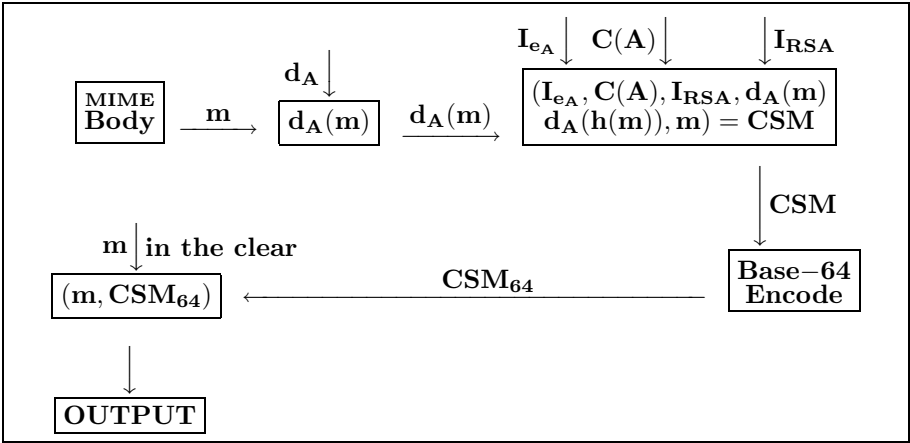 I_{e_A} C(A) I_{RSA}
d_A
MIME
Body
m
d_A(m)
d_A(m)
(I_{e_A}, C(A), I_{RSA}, d_A(m)
d_A(h(m)), m) = CSM
CSM
m in the clear
(m, CSM_{64})
CSM_{64}
Base−64
Encode
OUTPUT